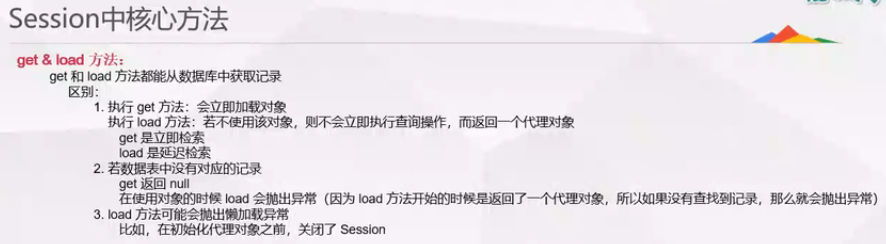 Session中核心方法
get & load 方法：
get 和 load 方法都能从数据库中获取记录
区别：
1. 执行 get 方法：会立即加载对象
执行 load 方法：若不使用该对象，则不会立即执行查询操作，而返回一个代理对象
get 是立即检索
load 是延迟检索
2. 若数据表中没有对应的记录
get 返回 null
在使用对象的时候 load 会抛出异常（因为 load 方法开始的时候是返回了一个代理对象，所以如果没有查找到记录，那么就会抛出异常）
3. load 方法可能会抛出懒加载异常
比如，在初始化代理对象之前，关闭了 Session